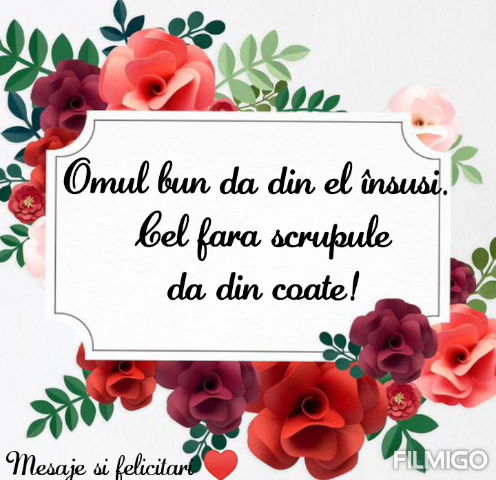 Omul bun da din el însusi.
Cel fara scrupule
da din coate!
Mesaje si felicitari
FILMIGO